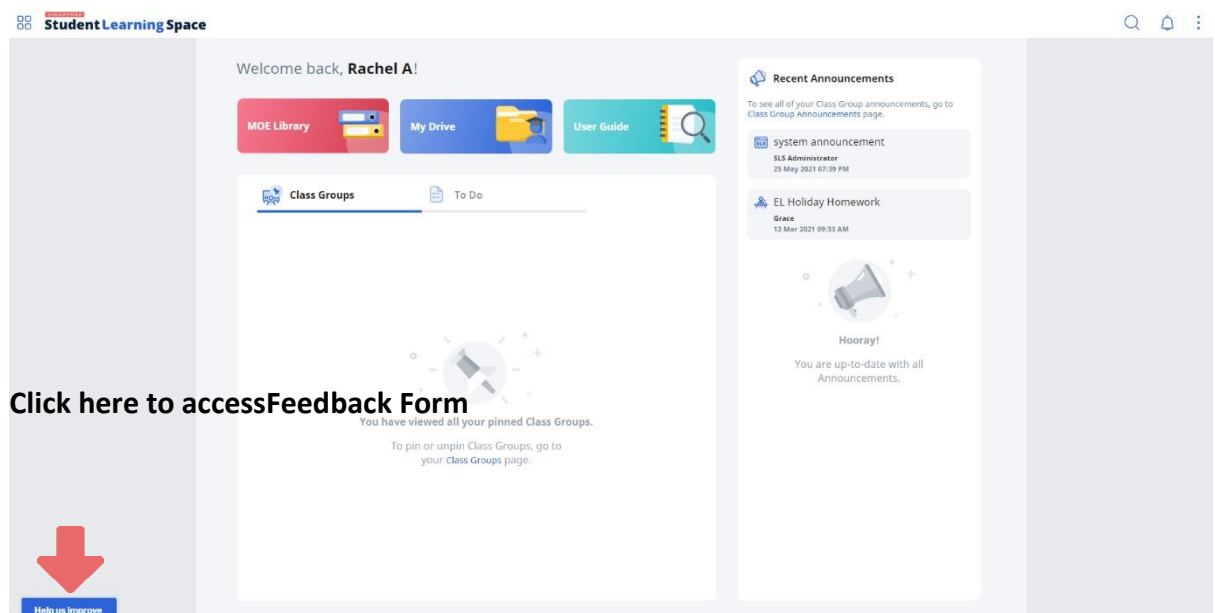 SINGAPORE
Student Learning Space
Welcome back, Rachel A!
MOE Library
My Drive
User Guide
Class Groups
To Do
You have viewed all your pinned Class Groups.
To pin or unpin Class Groups, go to
your Class Groups page.
Recent Announcements
To see all of your Class Group announcements, go to
Class Group Announcements page.
SLS
system announcement
SLS Administrator
25 May 2021 07:39 PM
EL Holiday Homework
Grace
12 Mar 2021 09:33 AM
Hooray!
You are up-to-date with all
Announcements.
Click here to accessFeedback Form
Help us improve